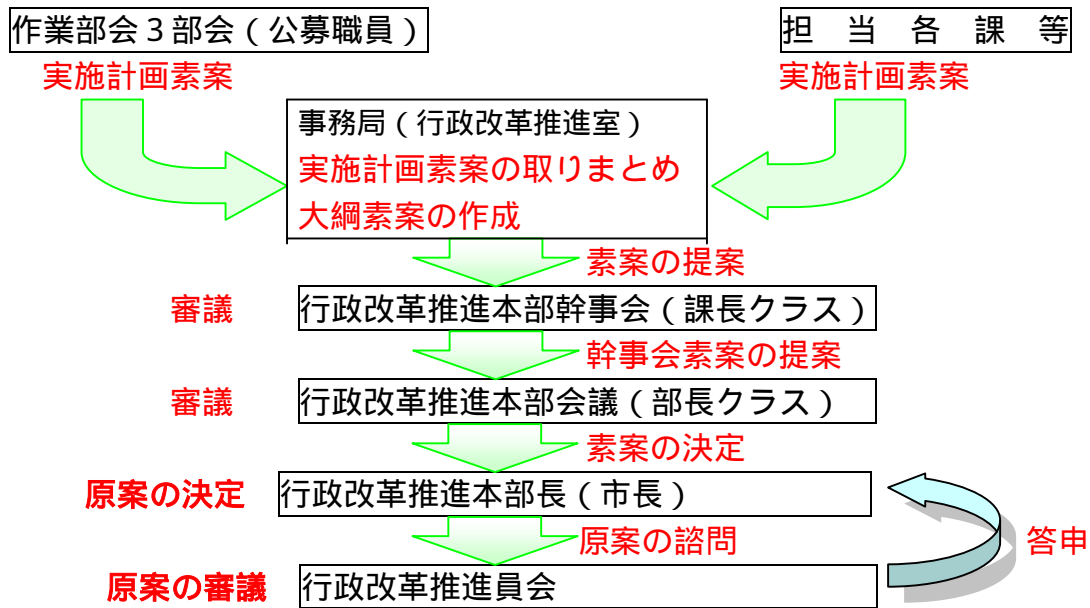 作業部会３部会（公募職員）
担当各課等
実施計画素案
実施計画素案
事務局（行政改革推進室）
実施計画素案の取りまとめ
大綱素案の作成
素案の提案
審議
行政改革推進本部幹事会（課長クラス）
幹事会素案の提案
審議
行政改革推進本部会議（部長クラス）
素案の決定
原案の決定
行政改革推進本部長（市長）
原案の諮問
答申
原案の審議
行政改革推進員会